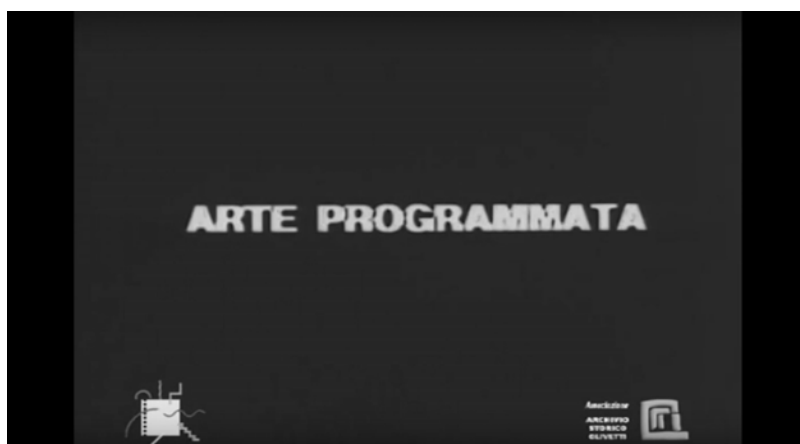 ARTE PROGRAMMATA
Associazione
ARCHIVIO
STORICO
OLIVETTI